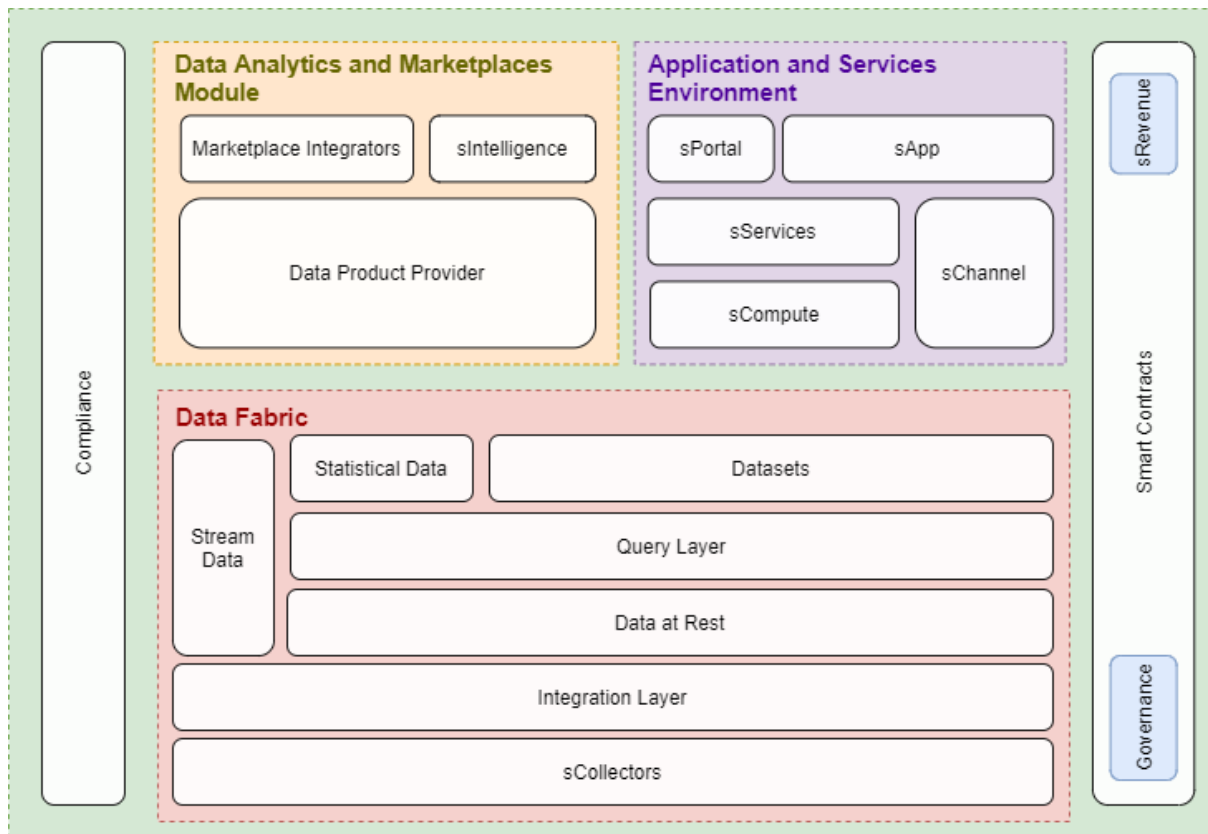 Compliance
Data Analytics and Marketplaces
Module
Marketplace Integrators
sIntelligence
Data Product Provider
Application and Services
Environment
sPortal
sApp
sServices
sChannel
sCompute
Data Fabric
Stream
Data
Statistical Data
Datasets
Query Layer
Data at Rest
Integration Layer
sCollectors
sRevenue
Smart Contracts
Governance